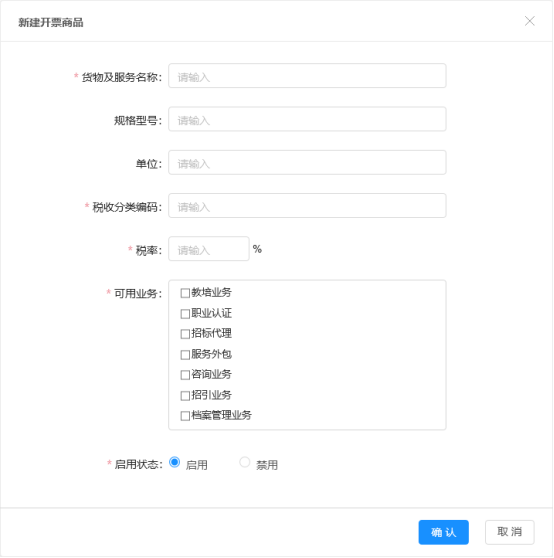 新建开票商品
* 货物及服务名称： 请输入
规格型号： 请输入
单位： 请输入
* 税收分类编码： 请输入
* 税率： 请输入 %
* 可用业务： 教培业务
职业认证
招标代理
服务外包
咨询业务
招引业务
档案管理业务
* 启用状态： 启用 禁用
确 认 取 消